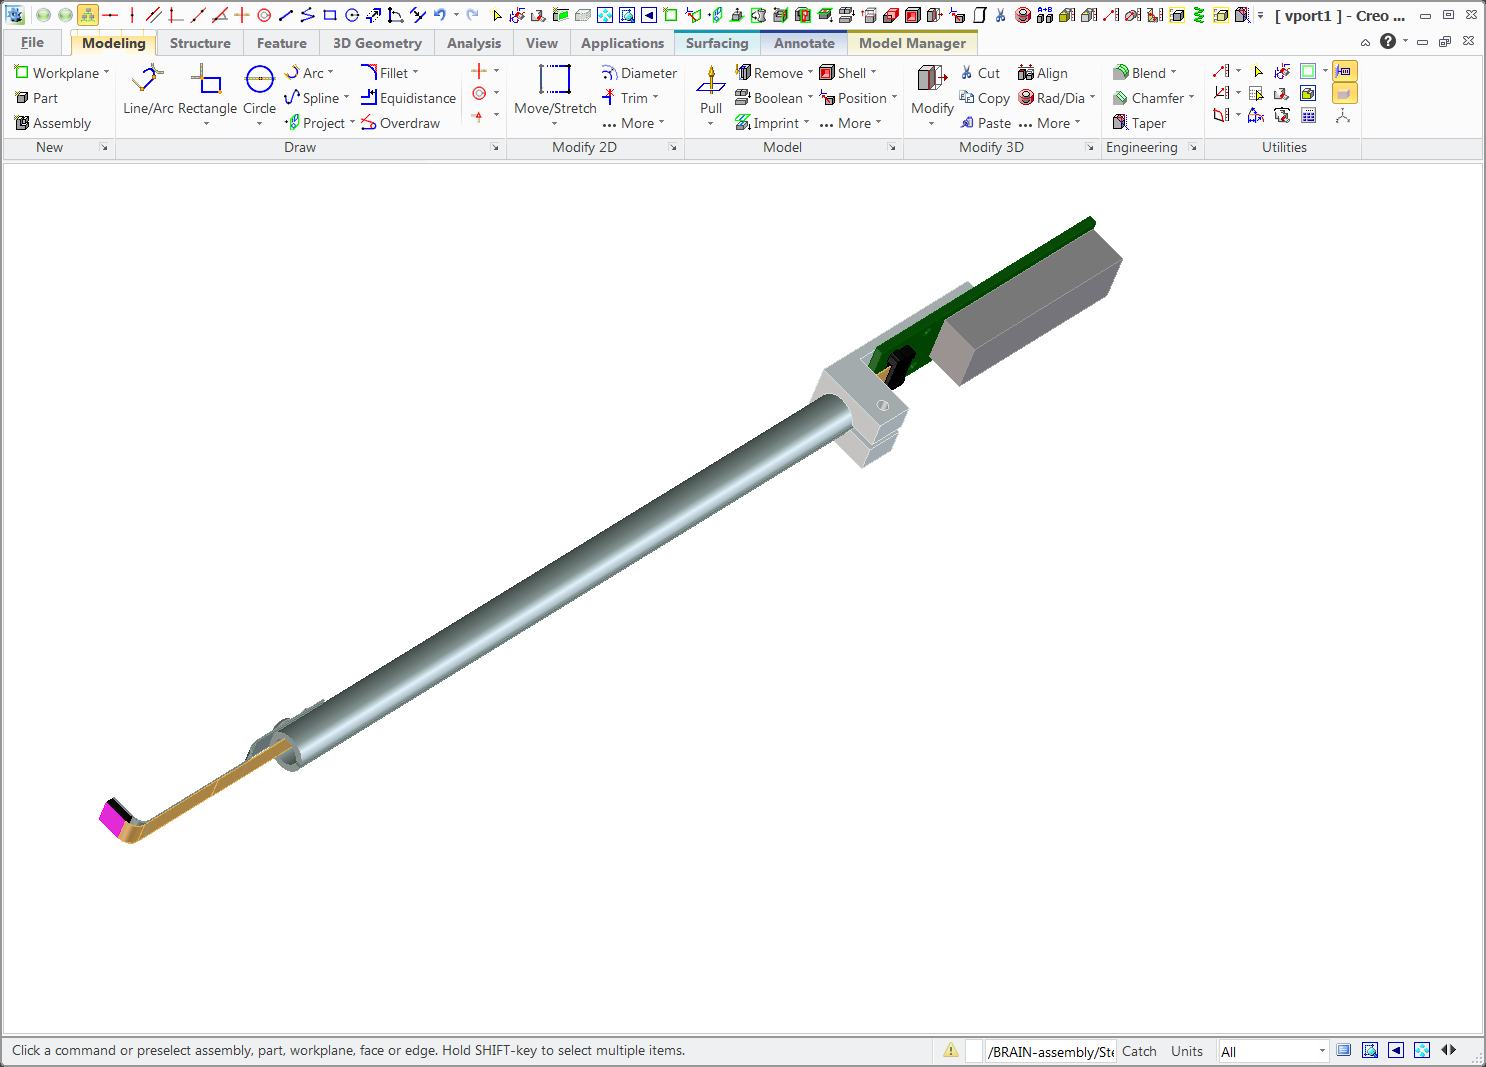 [ vport1 ] - Creo ...
File Modeling Structure Feature 3D Geometry Analysis View Applications Surfacing Annotate Model Manager
Workplane
Part
Assembly
New
Line/Arc Rectangle Circle
Arc
Spline
Project
Fillet
Equidistance
Overdraw
Draw
Move/Stretch
Diameter
Trim
... More
Modify 2D
Pull
Remove
Boolean
Imprint
Shell
Position
... More
Model
Modify
Cut
Copy
Paste
Align
Rad/Dia
... More
Modify 3D
Blend
Chamfer
Taper
Engineering
Utilities
Click a command or preselect assembly, part, workplane, face or edge. Hold SHIFT-key to select multiple items.
/BRAIN-assembly/Ste Catch Units All